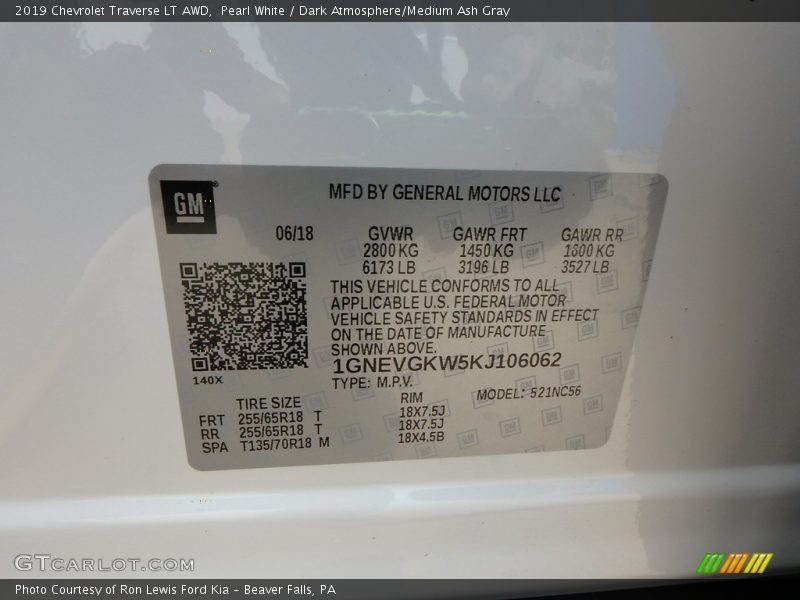 2019 Chevrolet Traverse LT AWD, Pearl White / Dark Atmosphere/Medium Ash Gray
GM
MFD BY GENERAL MOTORS LLC
06/18 GVWR GAWR FRT GAWR RR
2800 KG 1450 KG 1600 KG
6173 LB 3196 LB 3527 LB
THIS VEHICLE CONFORMS TO ALL
APPLICABLE U.S. FEDERAL MOTOR
VEHICLE SAFETY STANDARDS IN EFFECT
ON THE DATE OF MANUFACTURE
SHOWN ABOVE.
1GNEVGKW5KJ106062
140X
TYPE: M.P.V.
MODEL: 521NC56
TIRE SIZE RIM
FRT 255/65R18 T 18X7.5J
RR 255/65R18 T 18X7.5J
SPA T135/70R18 M 18X4.5B
GTCARLOT.COM
Photo Courtesy of Ron Lewis Ford Kia - Beaver Falls, PA